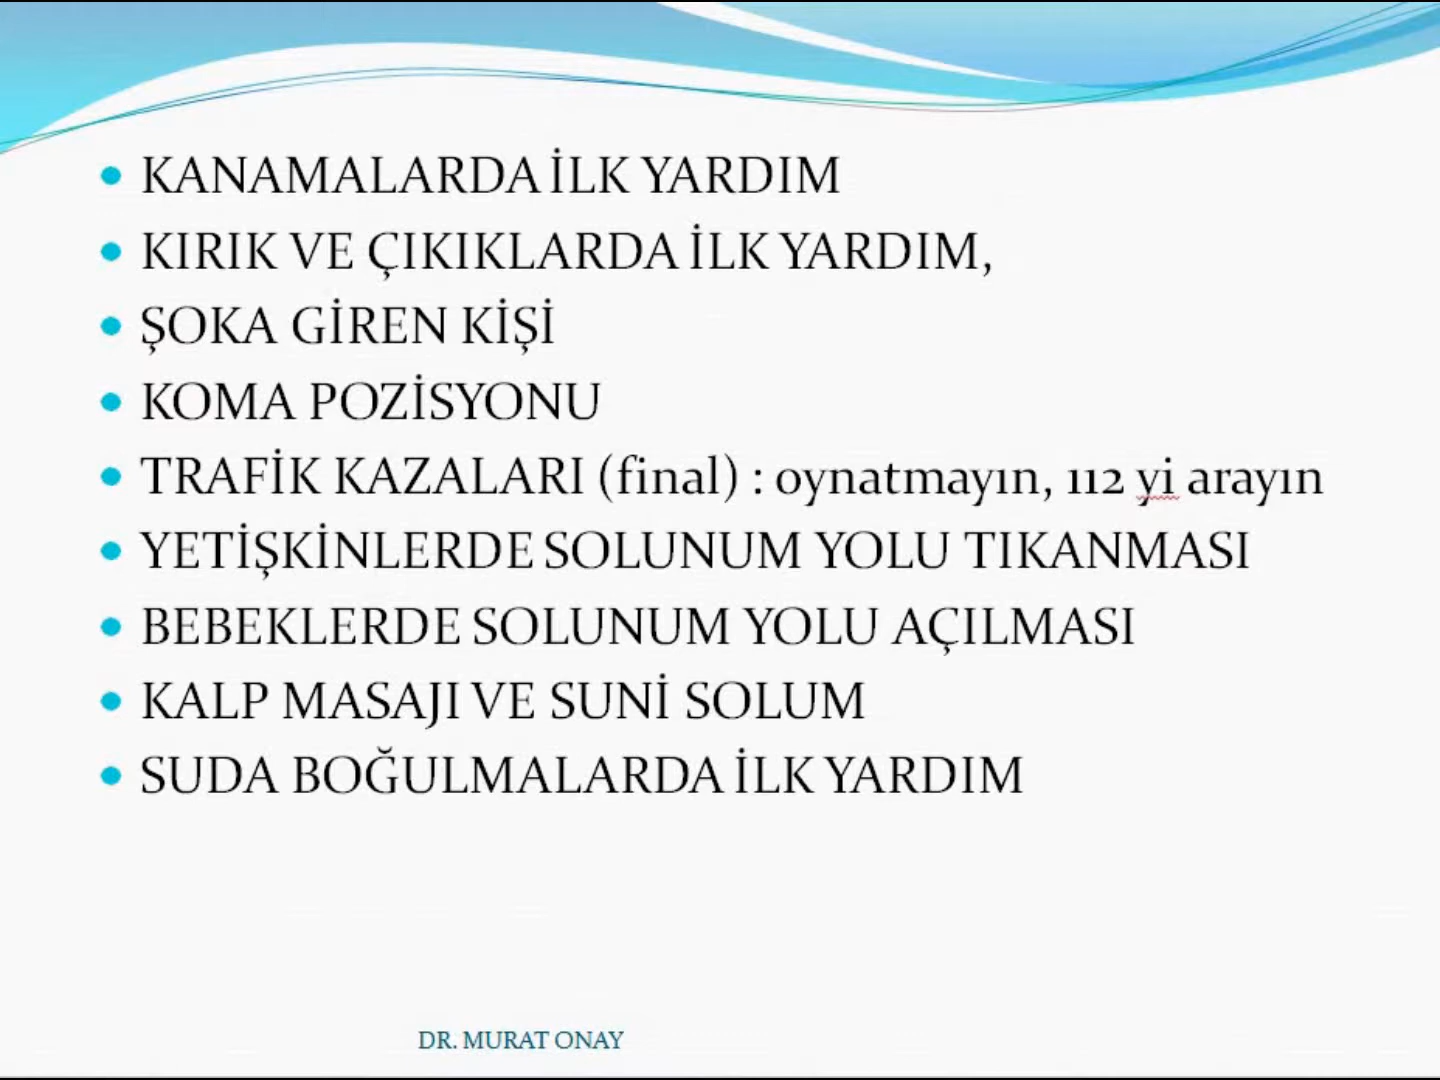 KANAMALARDA İLK YARDIM
KIRIK VE ÇIKIKLARDA İLK YARDIM,
ŞOKA GİREN KİŞİ
KOMA POZİSYONU
TRAFİK KAZALARI (final) : oynatmayın, 112 yi arayın
YETİŞKİNLERDE SOLUNUM YOLU TIKANMASI
BEBEKLERDE SOLUNUM YOLU AÇILMASI
KALP MASAJI VE SUNİ SOLUM
SUDA BOĞULMALARDA İLK YARDIM
DR. MURAT ONAY